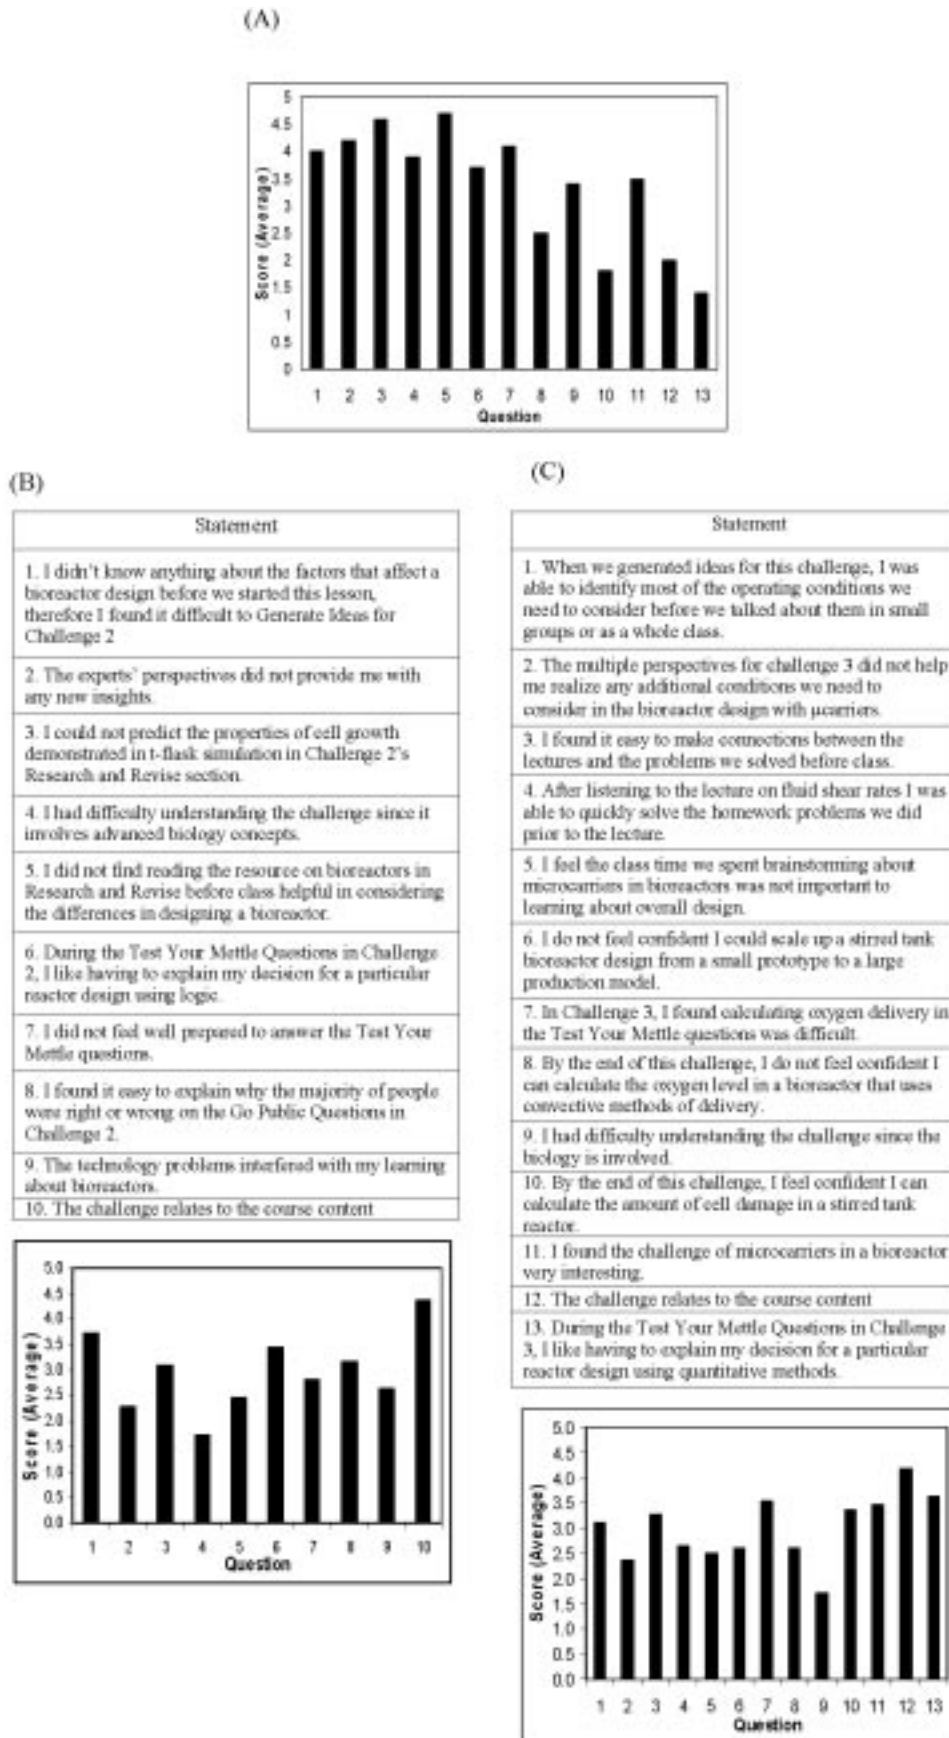 (A)
5
4.5
4
3.5
3
2.5
2
1.5
1
0.5
0
Score (Average)
1 2 3 4 5 6 7 8 9 10 11 12 13
Question
(B)
Statement
1. I didn't know anything about the factors that affect a
bioreactor design before we started this lesson,
therefore I found it difficult to Generate Ideas for
Challenge 2
2. The experts' perspectives did not provide me with
any new insights.
3. I could not predict the properties of cell growth
demonstrated in t-flask simulation in Challenge 2's
Research and Revise section.
4. I had difficulty understanding the challenge since it
involves advanced biology concepts.
5. I did not find reading the resource on bioreactors in
Research and Revise before class helpful in considering
the differences in designing a bioreactor.
6. During the Test Your Mettle Questions in Challenge
2, I like having to explain my decision for a particular
reactor design using logic.
7. I did not feel well prepared to answer the Test Your
Mettle questions.
8. I found it easy to explain why the majority of people
were right or wrong on the Go Public Questions in
Challenge 2.
9. The technology problems interfered with my learning
about bioreactors.
10. The challenge relates to the course content
5.0
4.5
4.0
3.5
3.0
2.5
2.0
1.5
1.0
0.5
0.0
Score (Average)
1 2 3 4 5 6 7 8 9 10
Question
(C)
Statement
1. When we generated ideas for this challenge, I was
able to identify most of the operating conditions we
need to consider before we talked about them in small
groups or as a whole class.
2. The multiple perspectives for challenge 3 did not help
me realize any additional conditions we need to
consider in the bioreactor design with μcarriers.
3. I found it easy to make connections between the
lectures and the problems we solved before class.
4. After listening to the lecture on fluid shear rates I was
able to quickly solve the homework problems we did
prior to the lecture.
5. I feel the class time we spent brainstorming about
microcarriers in bioreactors was not important to
learning about overall design.
6. I do not feel confident I could scale up a stirred tank
bioreactor design from a small prototype to a large
production model.
7. In Challenge 3, I found calculating oxygen delivery in
the Test Your Mettle questions was difficult.
8. By the end of this challenge, I do not feel confident I
can calculate the oxygen level in a bioreactor that uses
convective methods of delivery.
9. I had difficulty understanding the challenge since the
biology is involved.
10. By the end of this challenge, I feel confident I can
calculate the amount of cell damage in a stirred tank
reactor.
11. I found the challenge of microcarriers in a bioreactor
very interesting.
12. The challenge relates to the course content
13. During the Test Your Mettle Questions in Challenge
3, I like having to explain my decision for a particular
reactor design using quantitative methods.
5.0
4.5
4.0
3.5
3.0
2.5
2.0
1.5
1.0
0.5
0.0
Score (Average)
1 2 3 4 5 6 7 8 9 10 11 12 13
Question